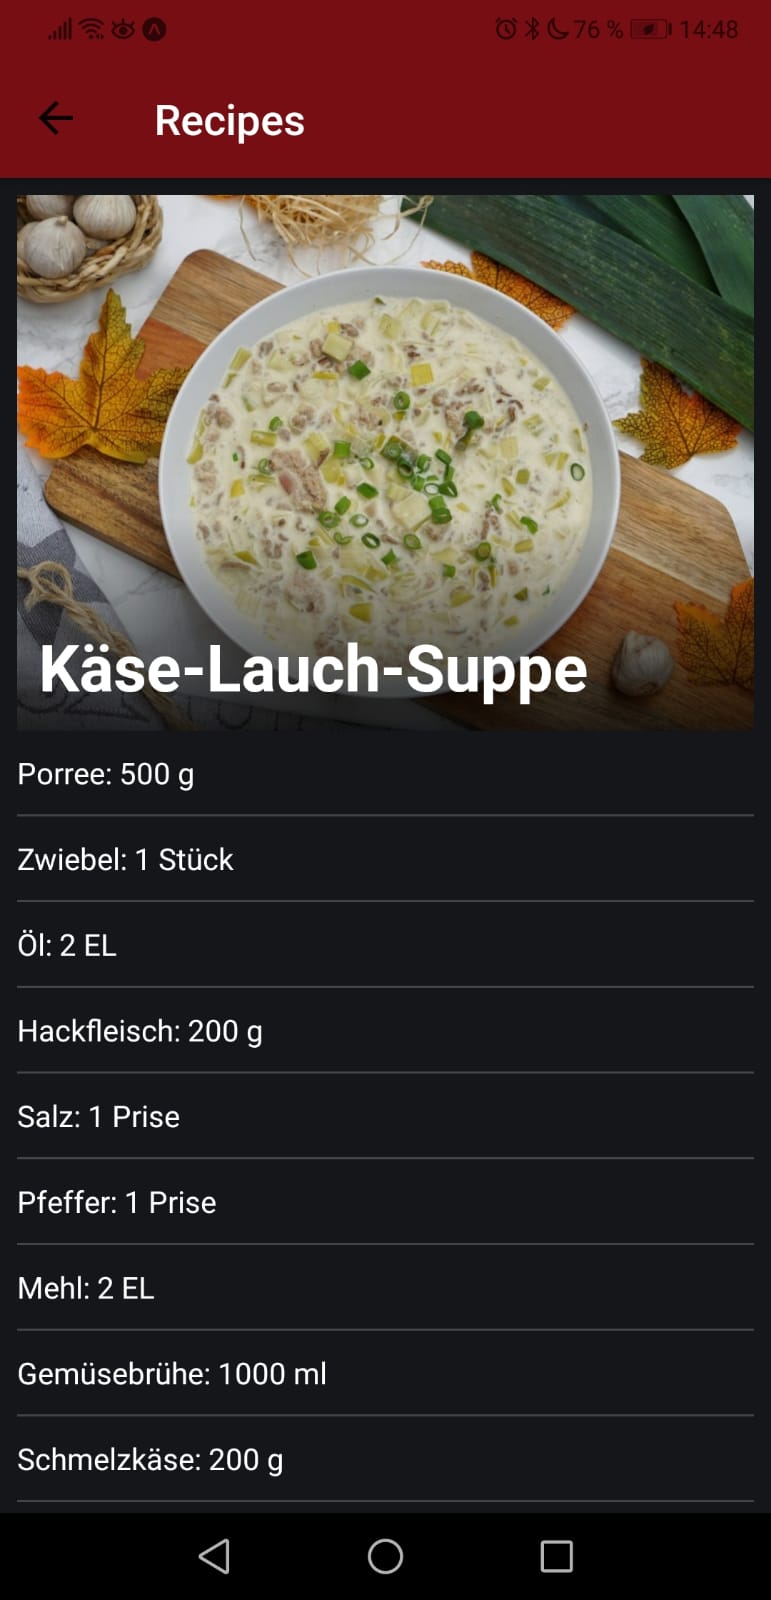 76 % 14:48
Recipes
Käse-Lauch-Suppe
Porree: 500 g
Zwiebel: 1 Stück
Öl: 2 EL
Hackfleisch: 200 g
Salz: 1 Prise
Pfeffer: 1 Prise
Mehl: 2 EL
Gemüsebrühe: 1000 ml
Schmelzkäse: 200 g